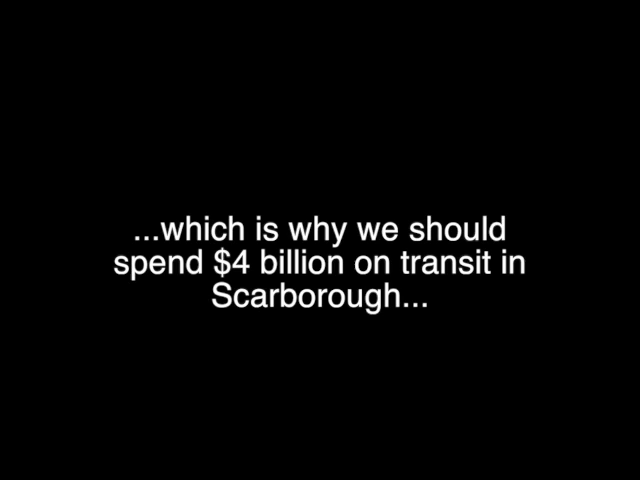 ...which is why we should
spend $4 billion on transit in
Scarborough...